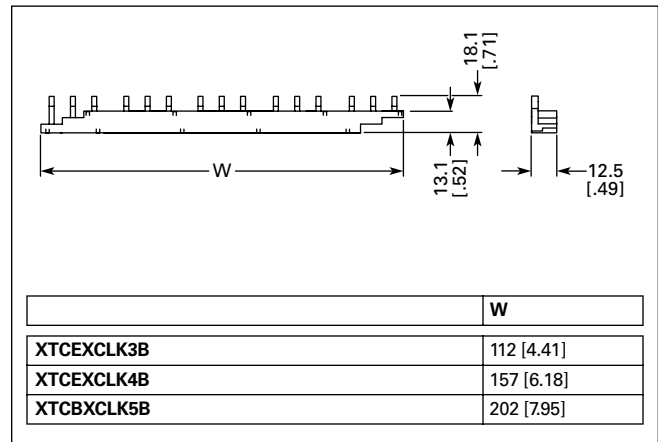 18.1
[.71]
W
13.1
[.52]
12.5
[.49]
W
XTCEXCLK3B 112 [4.41]
XTCEXCLK4B 157 [6.18]
XTCBXCLK5B 202 [7.95]